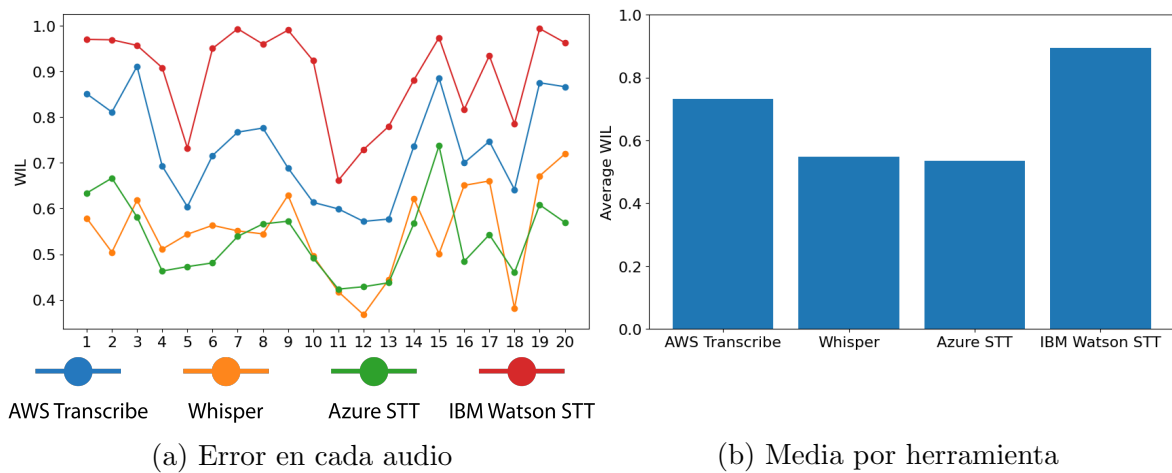 1.0
0.9
0.8
0.7
0.6
0.5
0.4
WIL
1 2 3 4 5 6 7 8 9 10 11 12 13 14 15 16 17 18 19 20
AWS Transcribe Whisper Azure STT IBM Watson STT
(a) Error en cada audio
0.8
0.6
0.4
0.2
0.0
Average WIL
AWS Transcribe Whisper Azure STT IBM Watson STT
(b) Media por herramienta